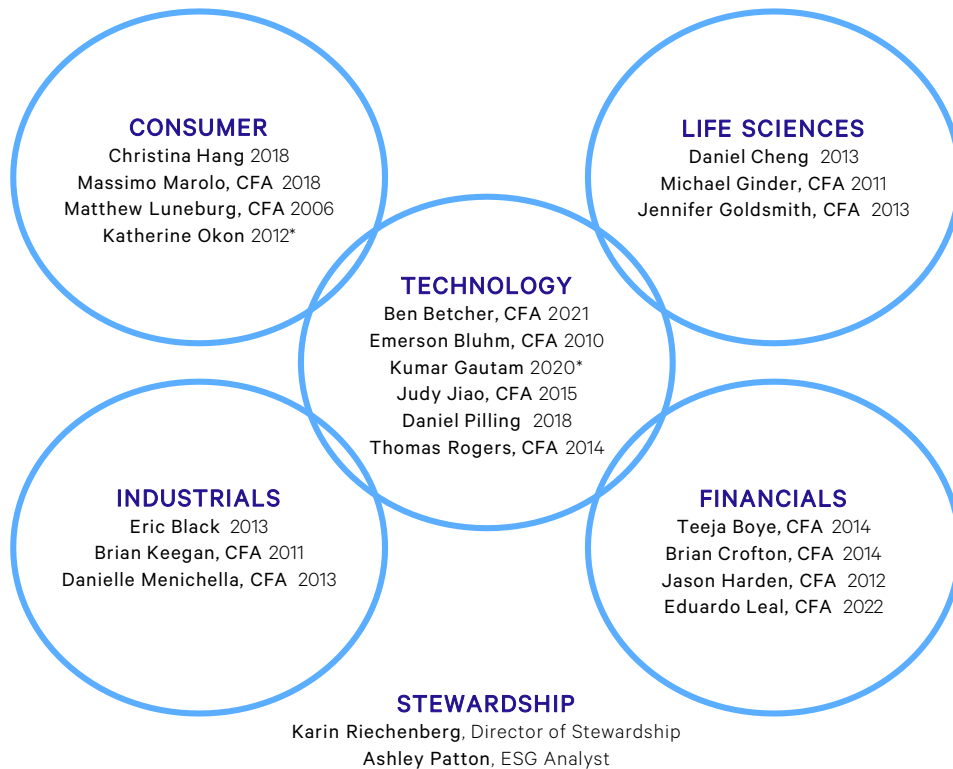 CONSUMER
Christina Hang 2018
Massimo Marolo, CFA 2018
Matthew Luneburg, CFA 2006
Katherine Okon 2012*
LIFE SCIENCES
Daniel Cheng 2013
Michael Ginder, CFA 2011
Jennifer Goldsmith, CFA 2013
TECHNOLOGY
Ben Betcher, CFA 2021
Emerson Bluhm, CFA 2010
Kumar Gautam 2020*
Judy Jiao, CFA 2015
Daniel Pilling 2018
Thomas Rogers, CFA 2014
INDUSTRIALS
Eric Black 2013
Brian Keegan, CFA 2011
Danielle Menichella, CFA 2013
FINANCIALS
Teeja Boye, CFA 2014
Brian Crofton, CFA 2014
Jason Harden, CFA 2012
Eduardo Leal, CFA 2022
STEWARDSHIP
Karin Riechenberg, Director of Stewardship
Ashley Patton, ESG Analyst